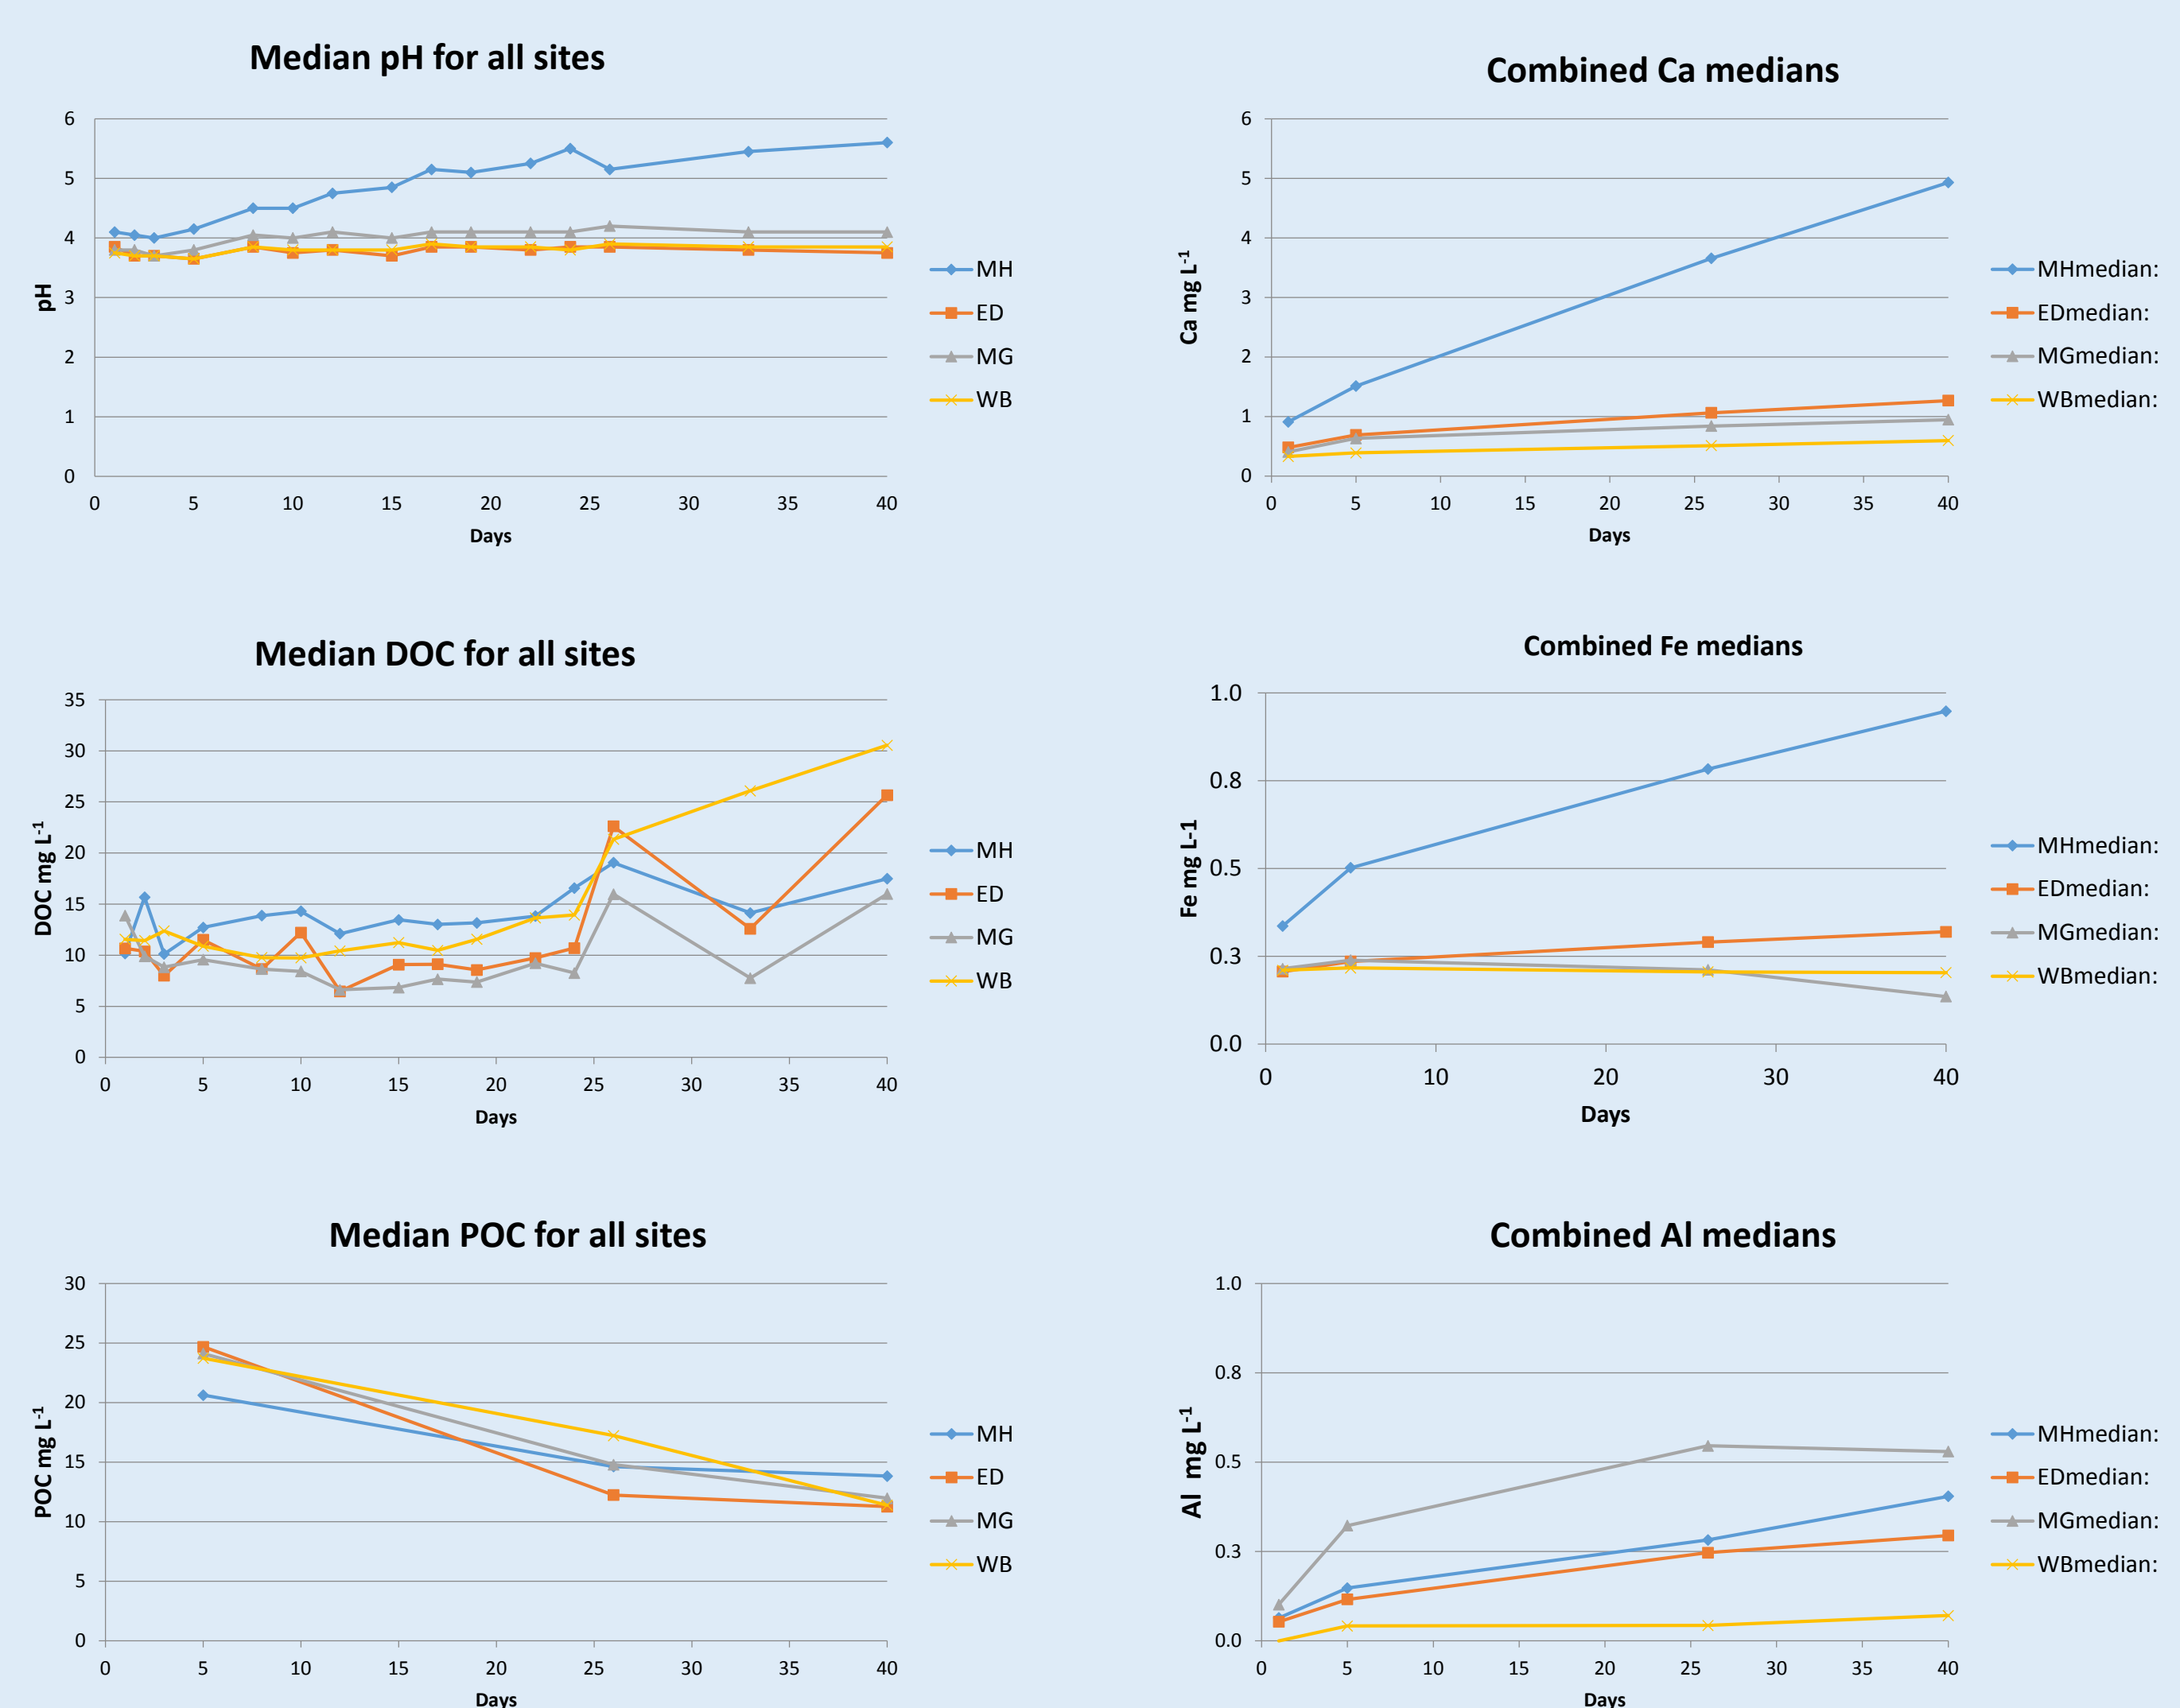 Median pH for all sites
6
5
4
3
2
1
0
pH
0 5 10 15 20 25 30 35 40
Days
MH
ED
MG
WB
Combined Ca medians
6
5
4
3
2
1
0
Ca mg L-1
0 5 10 15 20 25 30 35 40
Days
MHmedian:
EDmedian:
MGmedian:
WBmedian:
Median DOC for all sites
35
30
25
20
15
10
5
0
DOC mg L-1
0 5 10 15 20 25 30 35 40
Days
MH
ED
MG
WB
Combined Fe medians
1.0
0.8
0.5
0.3
0.0
Fe mg L-1
0 10 20 30 40
Days
MHmedian:
EDmedian:
MGmedian:
WBmedian:
Median POC for all sites
30
25
20
15
10
5
0
POC mg L-1
0 5 10 15 20 25 30 35 40
Days
MH
ED
MG
WB
Combined Al medians
1.0
0.8
0.5
0.3
0.0
Al mg L-1
0 5 10 15 20 25 30 35 40
Days
MHmedian:
EDmedian:
MGmedian:
WBmedian: